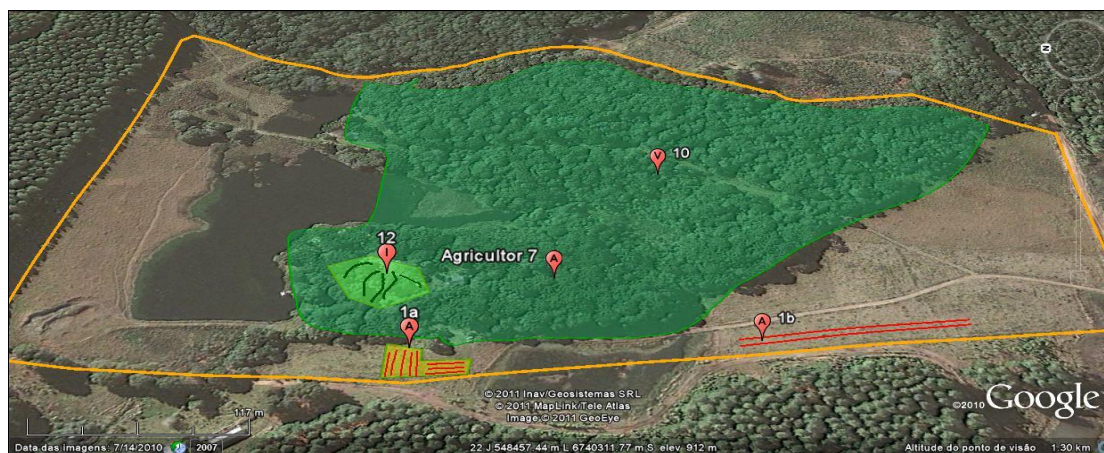 N
V
10
12
I
Agricultor 7
A
1a
A
A
1b
© 2011 Inav/Geosistemas SRL
© 2011 MapLink/Tele Atlas
Image © 2011 GeoEye
©2010 Google
117 m
Data das imagens: 7/14/2010
2007
22 J 548457.44 m L 6740311.77 m S elev 912 m
Altitude do ponto de visão
1:30 km